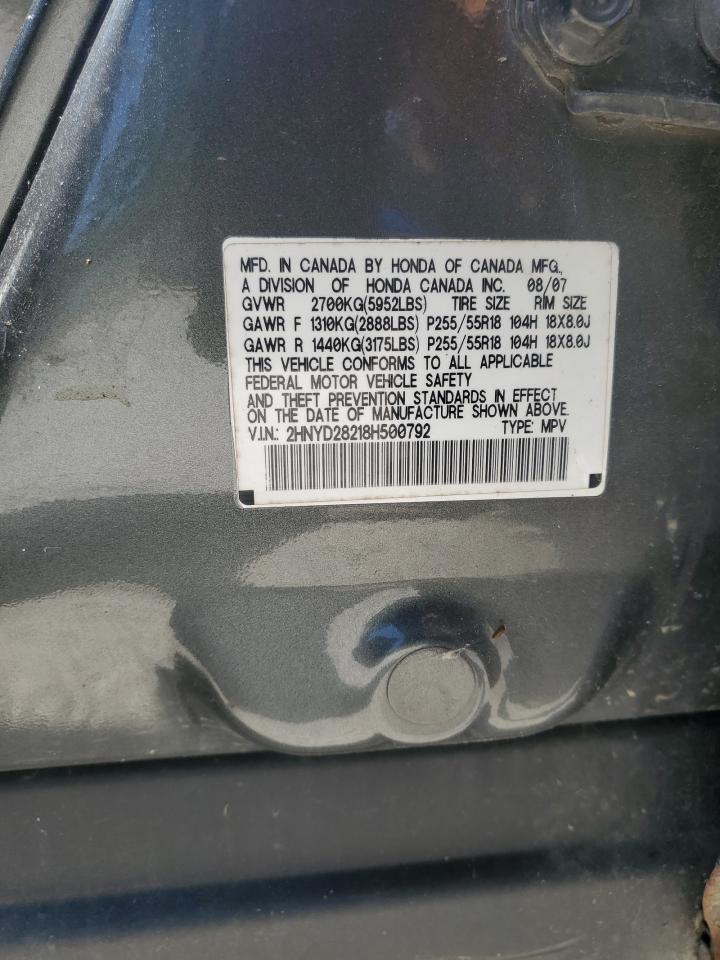 MFD. IN CANADA BY HONDA OF CANADA MFG.,
A DIVISION OF HONDA CANADA INC. 08/07
GVWR 2700KG(5952LBS) TIRE SIZE RIM SIZE
GAWR F 1310KG(2888LBS) P255/55R18 104H 18X8.0J
GAWR R 1440KG(3175LBS) P255/55R18 104H 18X8.0J
THIS VEHICLE CONFORMS TO ALL APPLICABLE
FEDERAL MOTOR VEHICLE SAFETY
AND THEFT PREVENTION STANDARDS IN EFFECT
ON THE DATE OF MANUFACTURE SHOWN ABOVE.
V.I.N.: 2HNYD28218H500792 TYPE: MPV